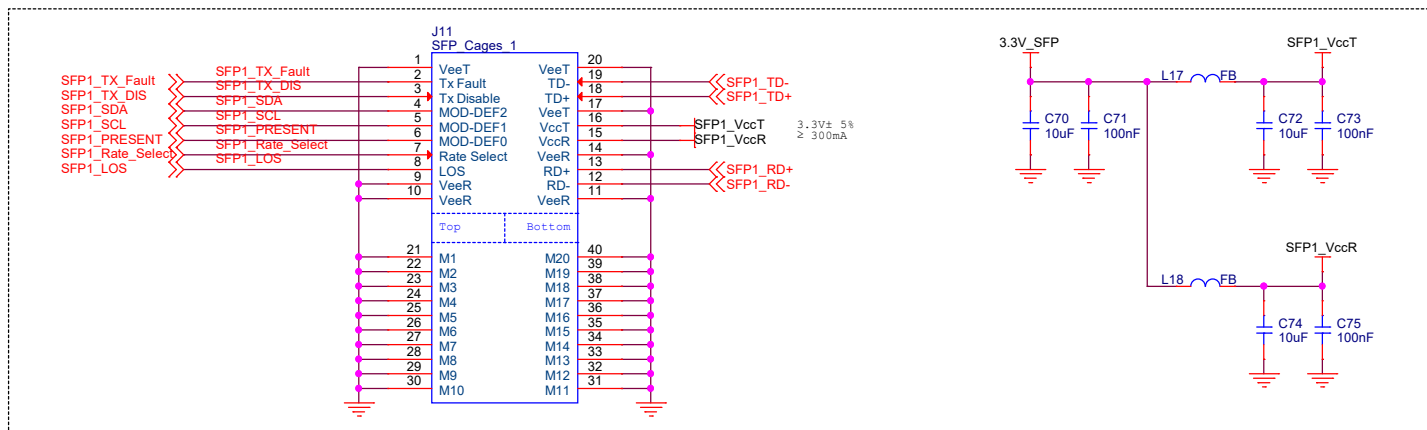 J11
SFP_Cages_1
SFP1_TX_Fault SFP1_TX_Fault 1 VeeT VeeT 20
SFP1_TX_DIS SFP1_TX_DIS 2 Tx Fault TD- 19 SFP1_TD-
SFP1_SDA SFP1_SDA 3 Tx Disable TD+ 18 SFP1_TD+
SFP1_SCL SFP1_SCL 4 MOD-DEF2 VeeT 17
SFP1_PRESENT SFP1_PRESENT 5 MOD-DEF1 VccT 16 SFP1_VccT 3.3V± 5%
SFP1_Rate_Select SFP1_Rate_Select 6 MOD-DEF0 VccR 15 SFP1_VccR ≥ 300mA
SFP1_LOS SFP1_LOS 7 Rate Select VeeR 14
8 LOS RD+ 13 SFP1_RD+
9 VeeR RD- 12 SFP1_RD-
10 VeeR VeeR 11
Top Bottom
21 M1 M20 40
22 M2 M19 39
23 M3 M18 38
24 M4 M17 37
25 M5 M16 36
26 M6 M15 35
27 M7 M14 34
28 M8 M13 33
29 M9 M12 32
30 M10 M11 31
3.3V_SFP SFP1_VccT
L17 FB
C70 C71 C72 C73
10uF 100nF 10uF 100nF
SFP1_VccR
L18 FB
C74 C75
10uF 100nF